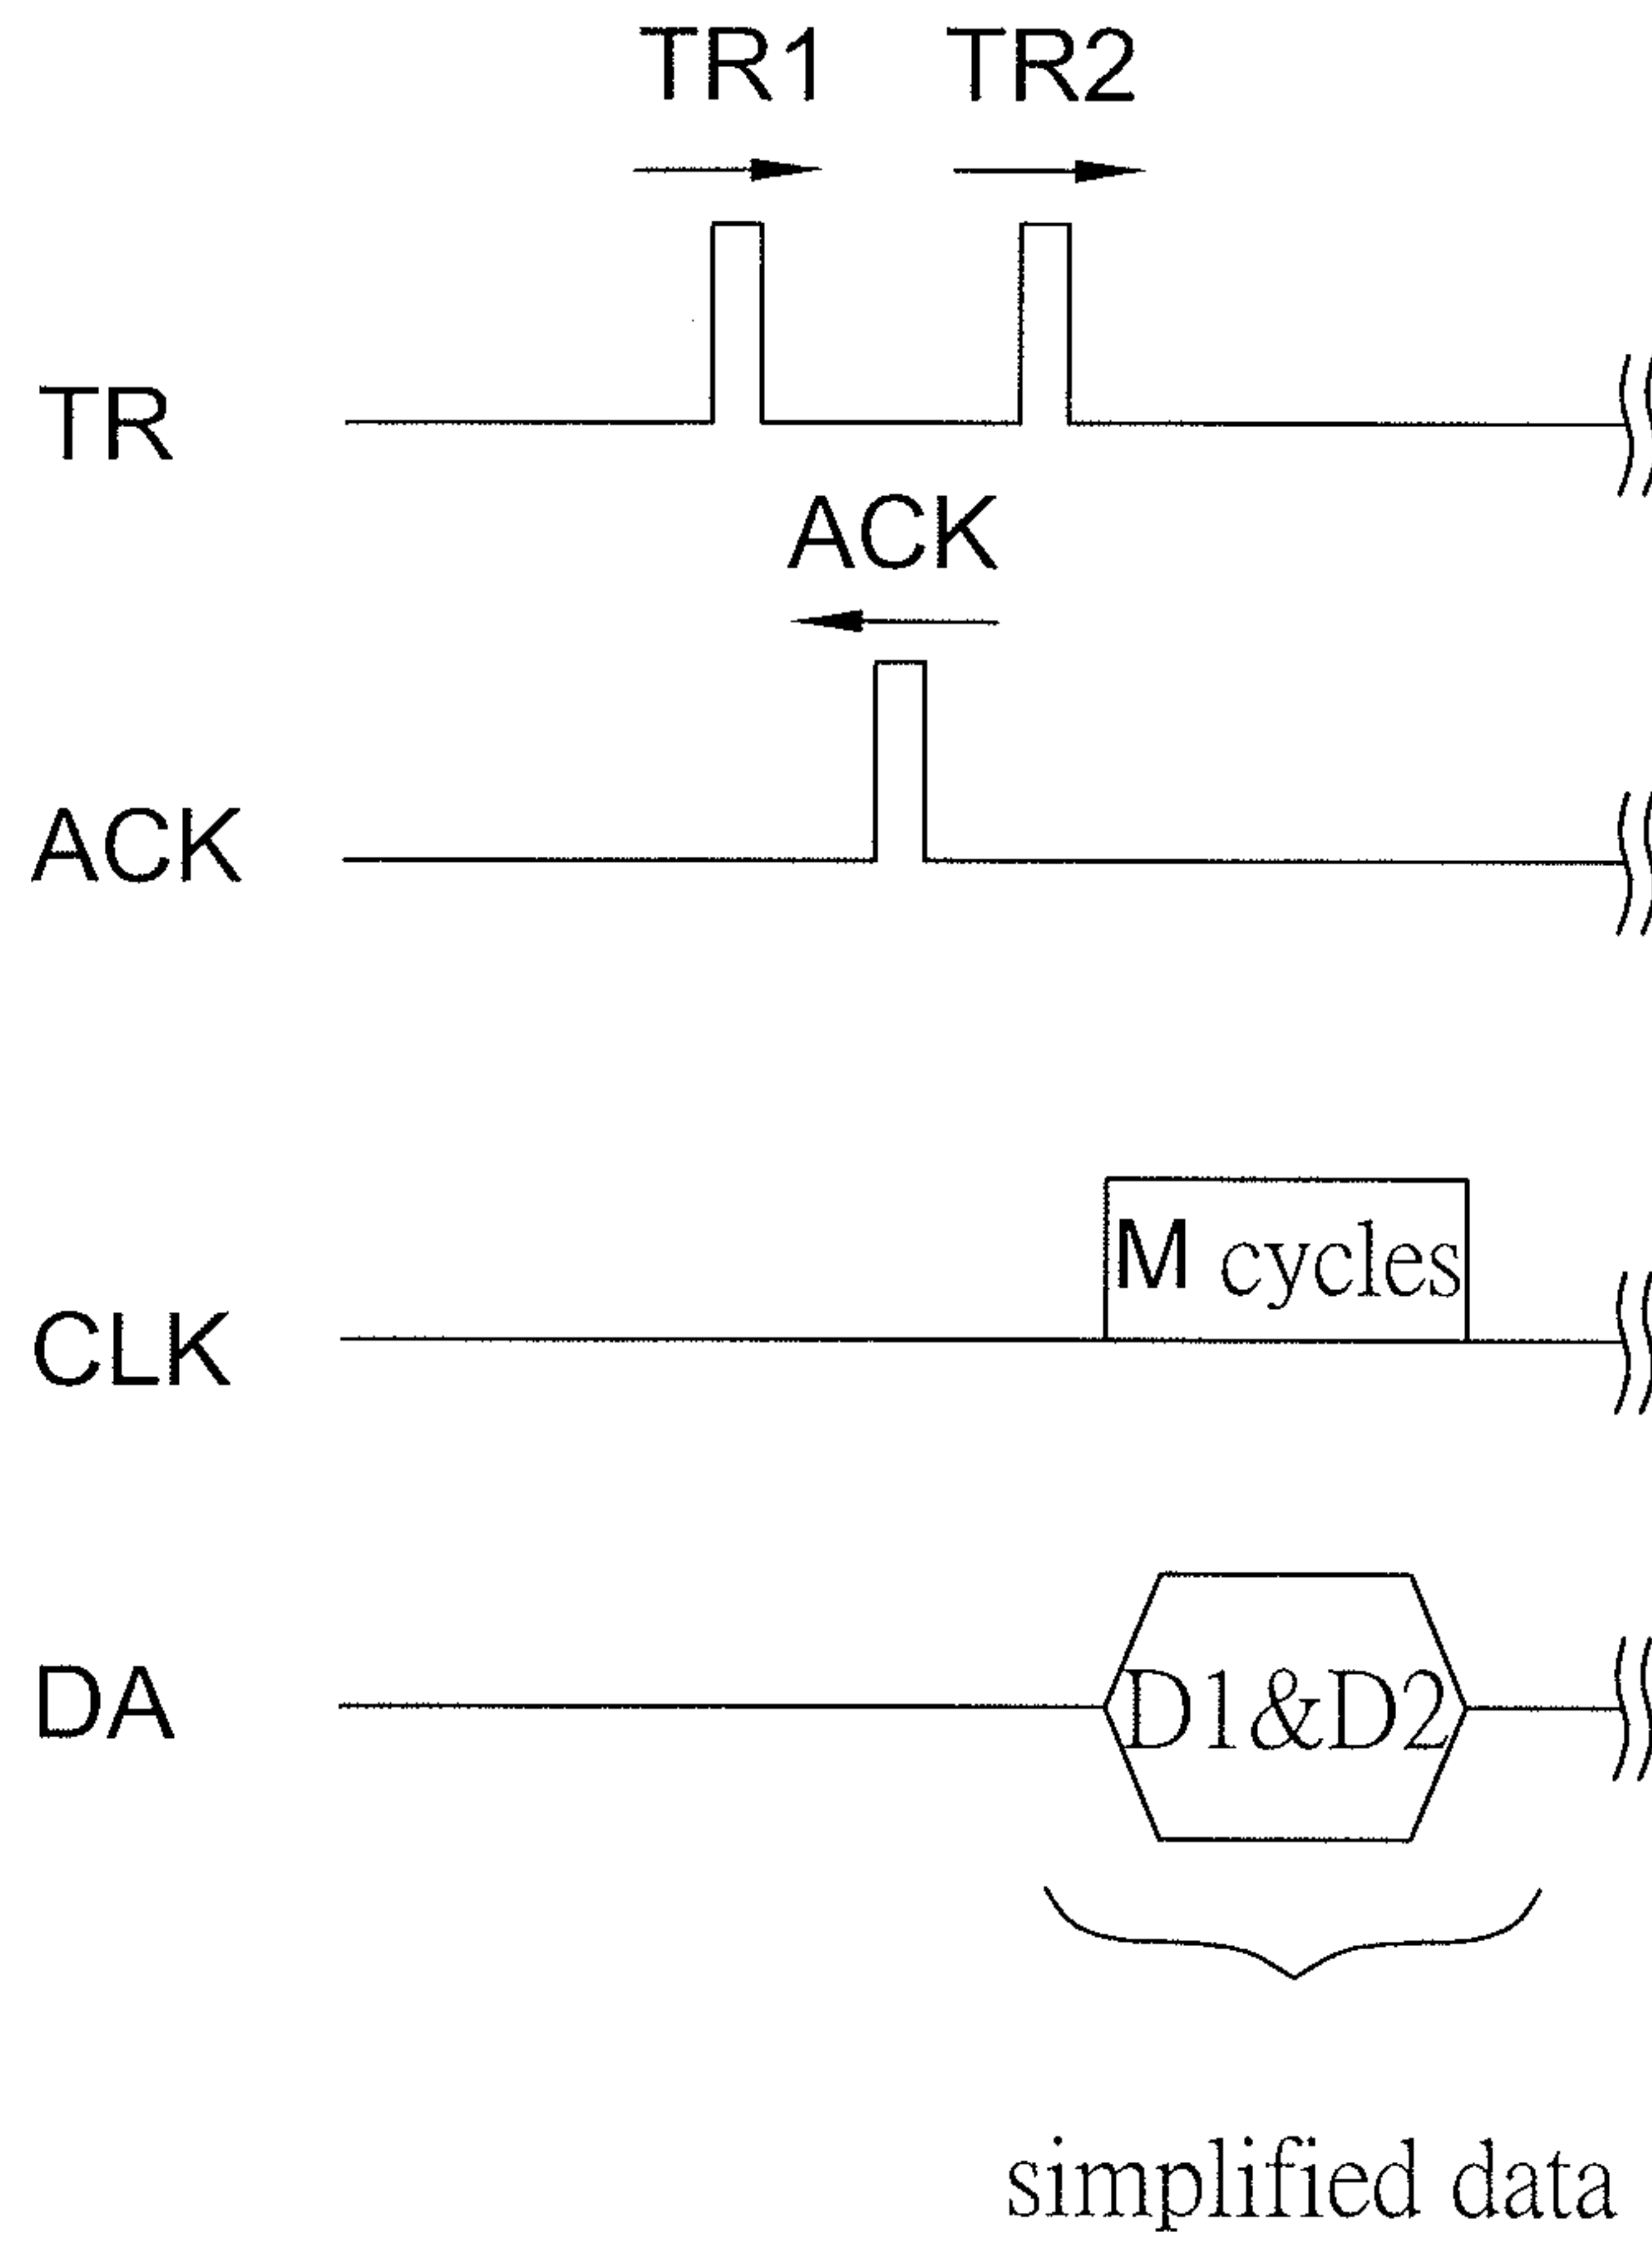 TR1 TR2
TR
ACK
ACK
M cycles
CLK
D1&D2
DA
simplified data